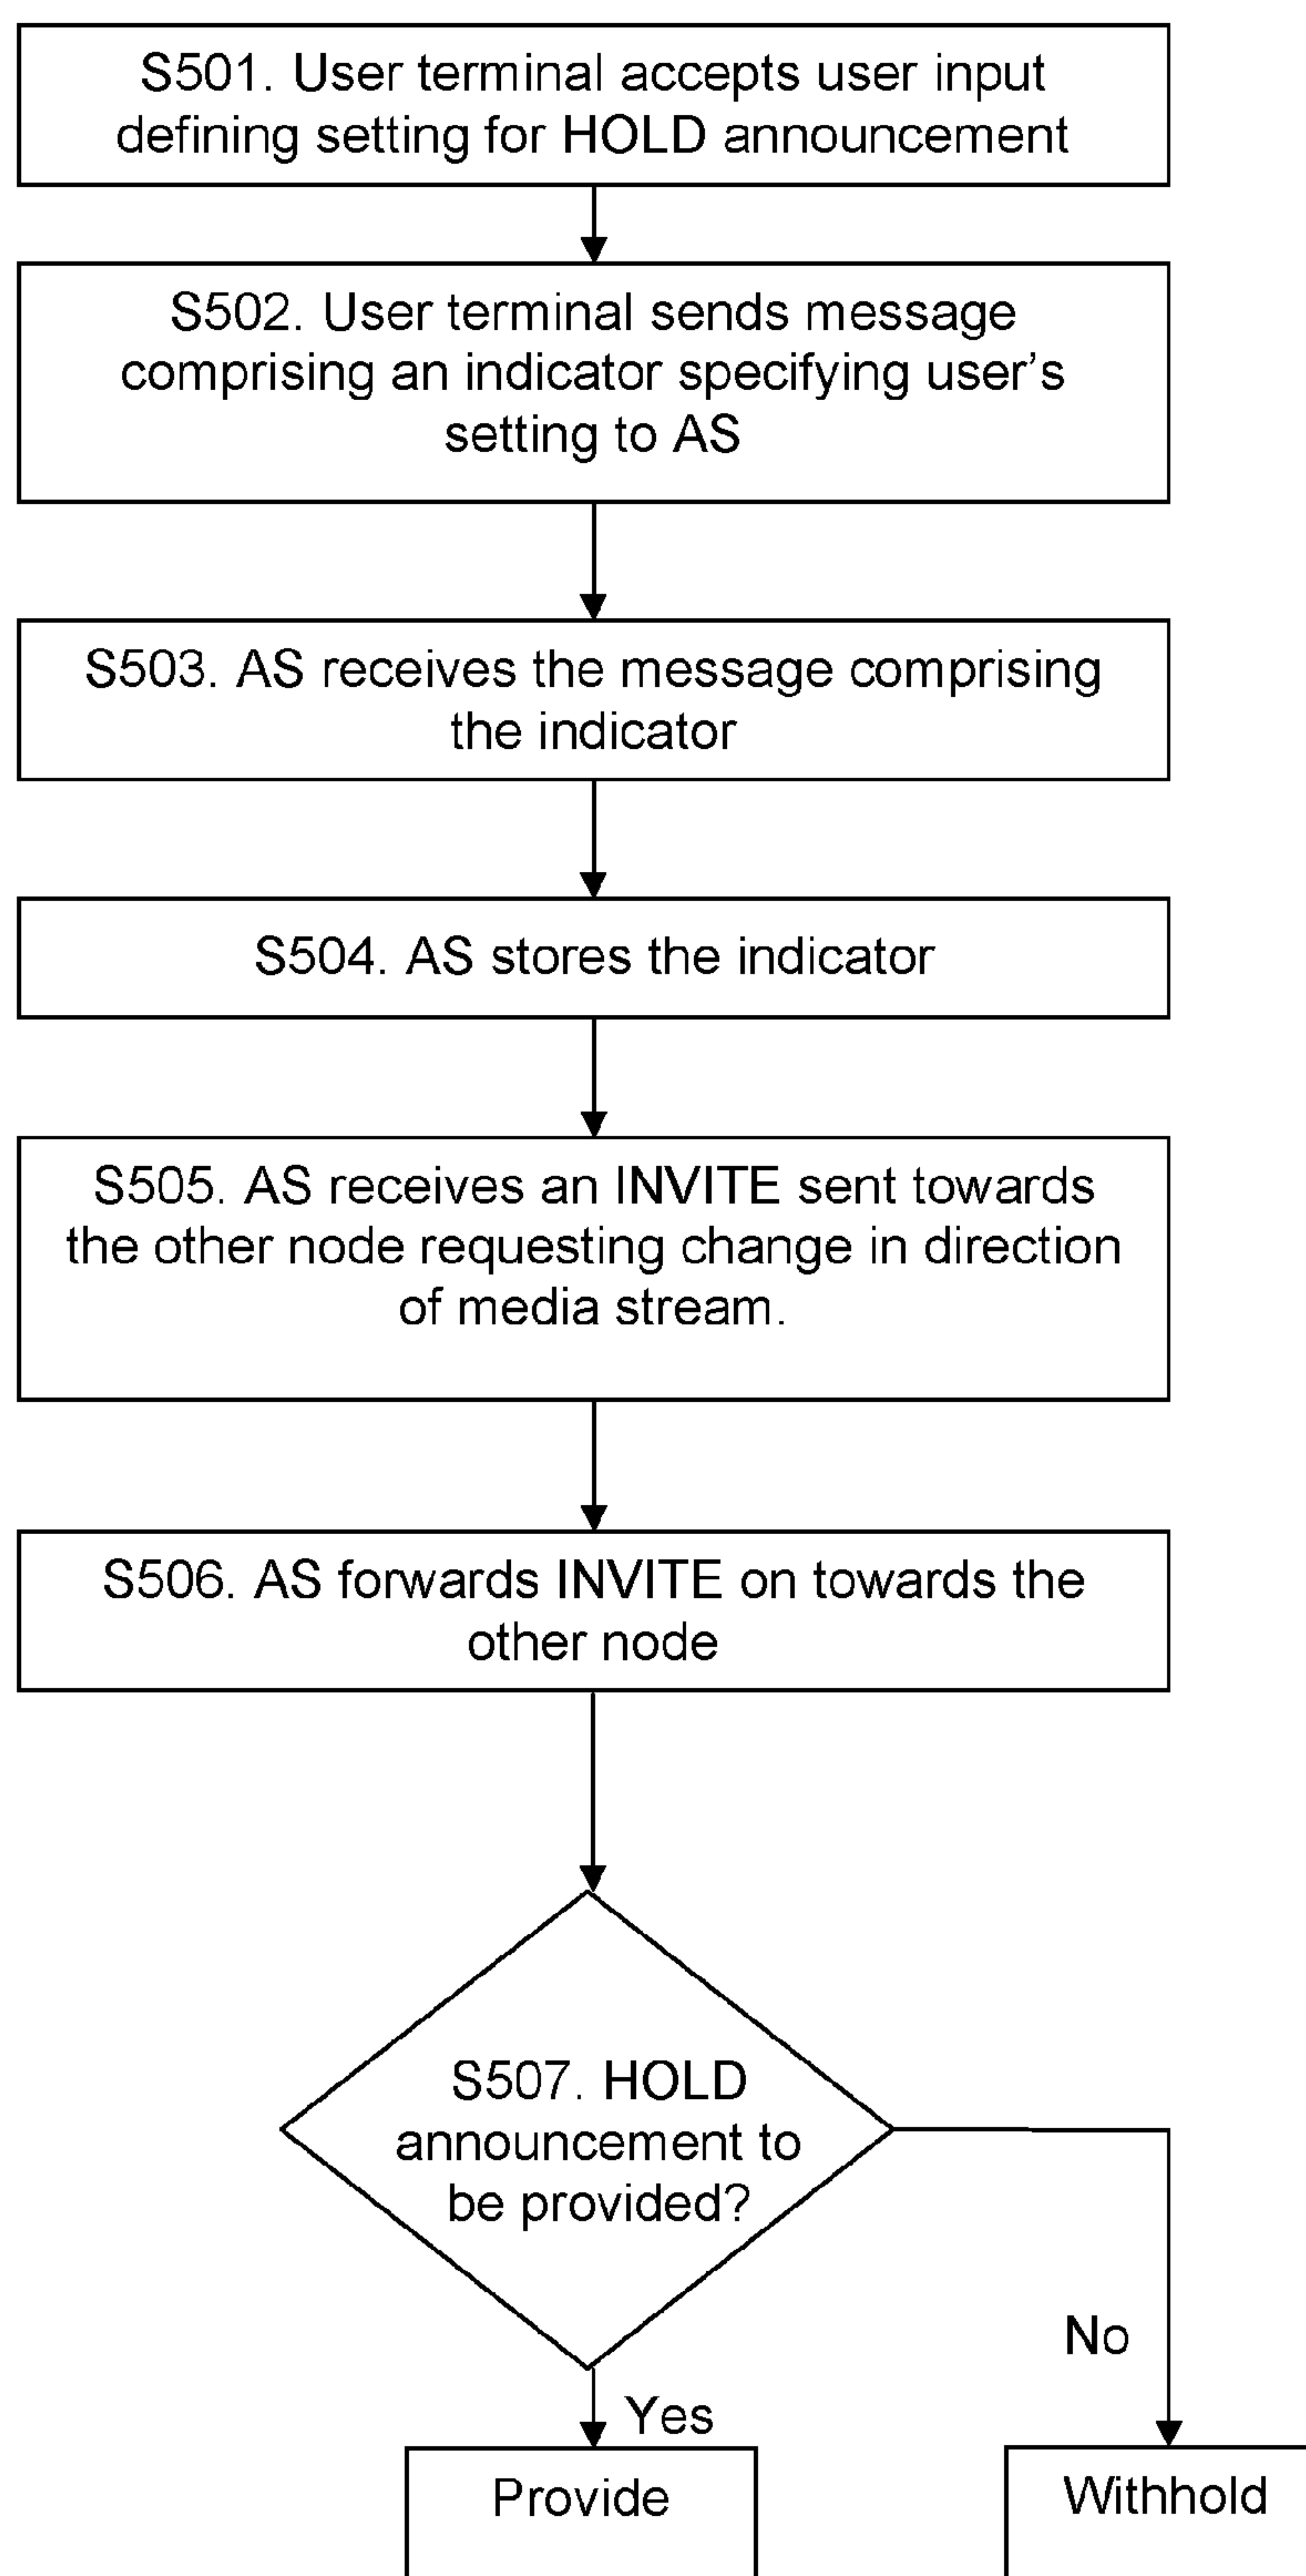 S501. User terminal accepts user input
defining setting for HOLD announcement
S502. User terminal sends message
comprising an indicator specifying user’s
setting to AS
S503. AS receives the message comprising
the indicator
S504. AS stores the indicator
S505. AS receives an INVITE sent towards
the other node requesting change in direction
of media stream.
S506. AS forwards INVITE on towards the
other node
S507. HOLD
announcement to
be provided?
No
Yes
Provide
Withhold